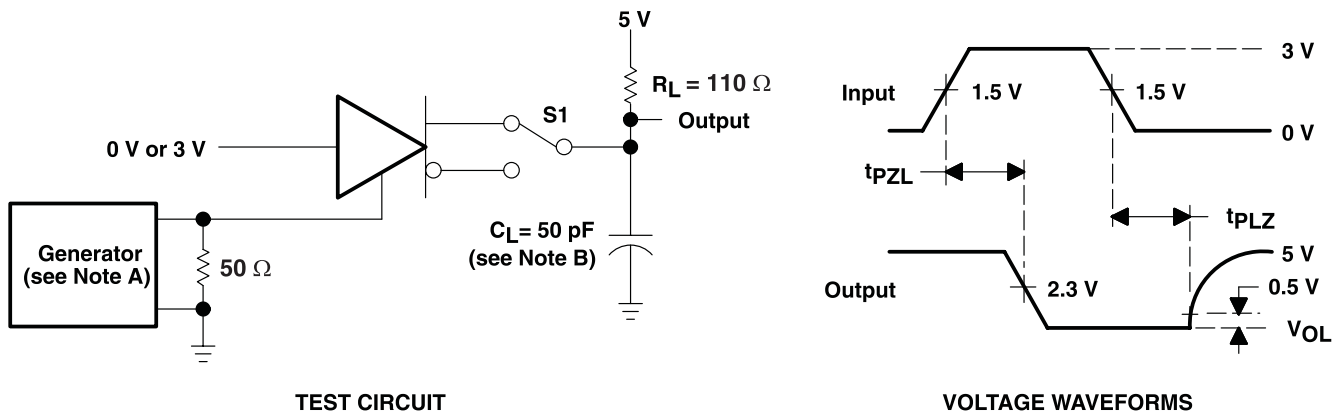 5 V
R_L = 110 Ω
S1
Output
0 V or 3 V
C_L = 50 pF
(see Note B)
Generator
(see Note A)
50 Ω
TEST CIRCUIT
3 V
Input
1.5 V
1.5 V
0 V
t_PZL
t_PLZ
5 V
0.5 V
Output
2.3 V
V_OL
VOLTAGE WAVEFORMS